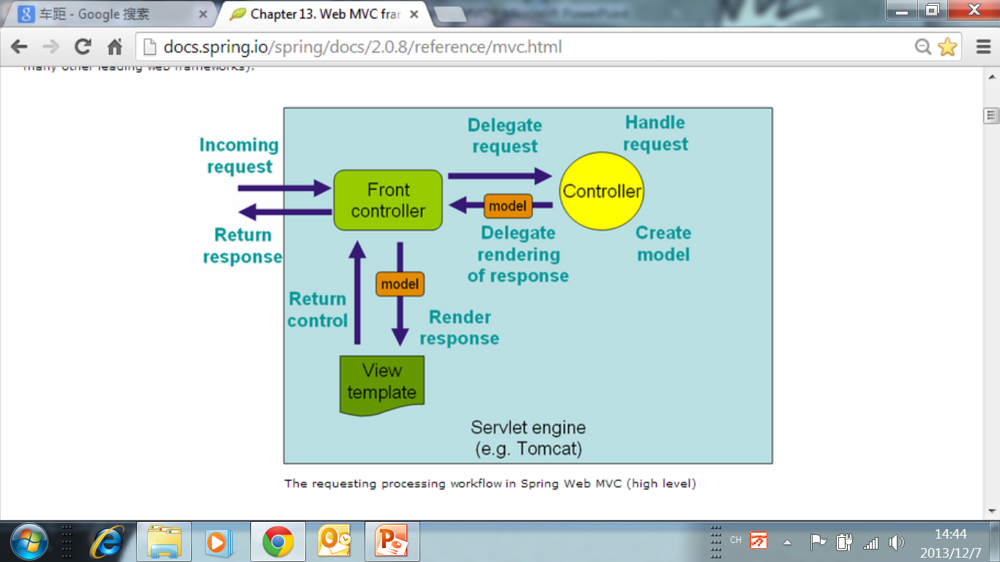 车距 - Google 搜索
Chapter 13. Web MVC fran
docs.spring.io/spring/docs/2.0.8/reference/mvc.html
many other leading web frameworks).
Incoming
request
Return
response
Front
controller
Delegate
request
Handle
request
Controller
model
Delegate
rendering
of response
Create
model
Return
control
model
Render
response
View
template
Servlet engine
(e.g. Tomcat)
The requesting processing workflow in Spring Web MVC (high level)
CH
14:44
2013/12/7